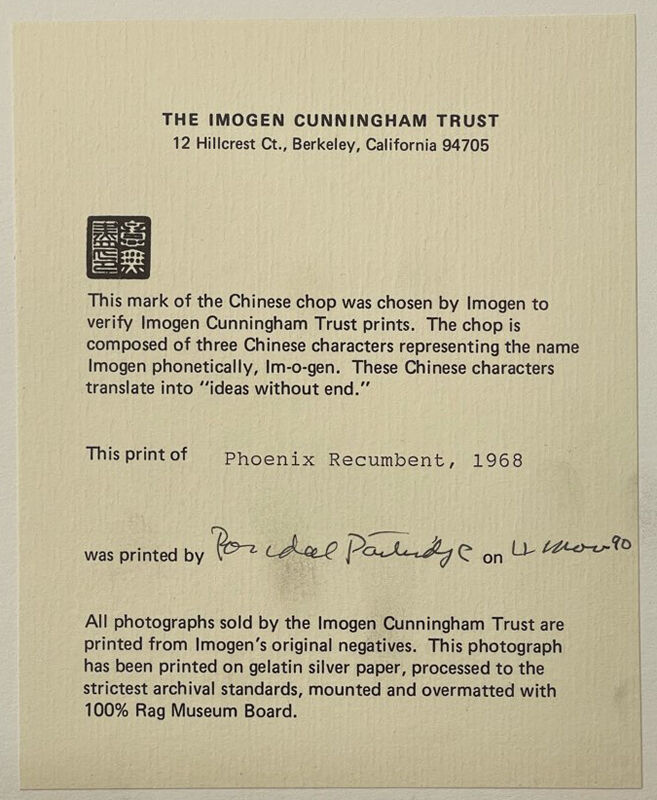 THE IMOGEN CUNNINGHAM TRUST
12 Hillcrest Ct., Berkeley, California 94705
意無盡印
This mark of the Chinese chop was chosen by Imogen to
verify Imogen Cunningham Trust prints. The chop is
composed of three Chinese characters representing the name
Imogen phonetically, Im-o-gen. These Chinese characters
translate into “ideas without end.”
This print of Phoenix Recumbent, 1968
was printed by Rondal Partridge on 4 Nov 90
All photographs sold by the Imogen Cunningham Trust are
printed from Imogen's original negatives. This photograph
has been printed on gelatin silver paper, processed to the
strictest archival standards, mounted and overmatted with
100% Rag Museum Board.